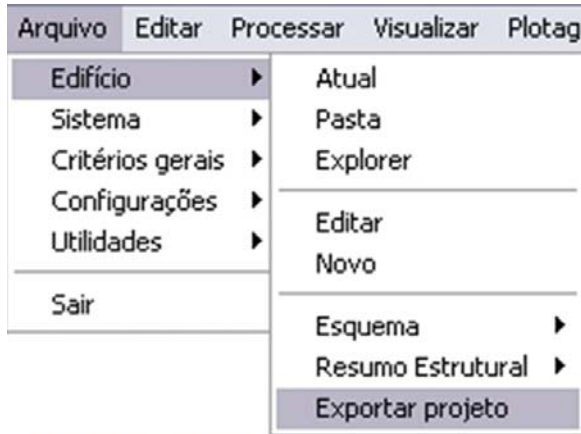 Arquivo Editar Processar Visualizar Plotag
Edifício
Sistema
Critérios gerais
Configurações
Utilidades
Sair
Atual
Pasta
Explorer
Editar
Novo
Esquema
Resumo Estrutural
Exportar projeto